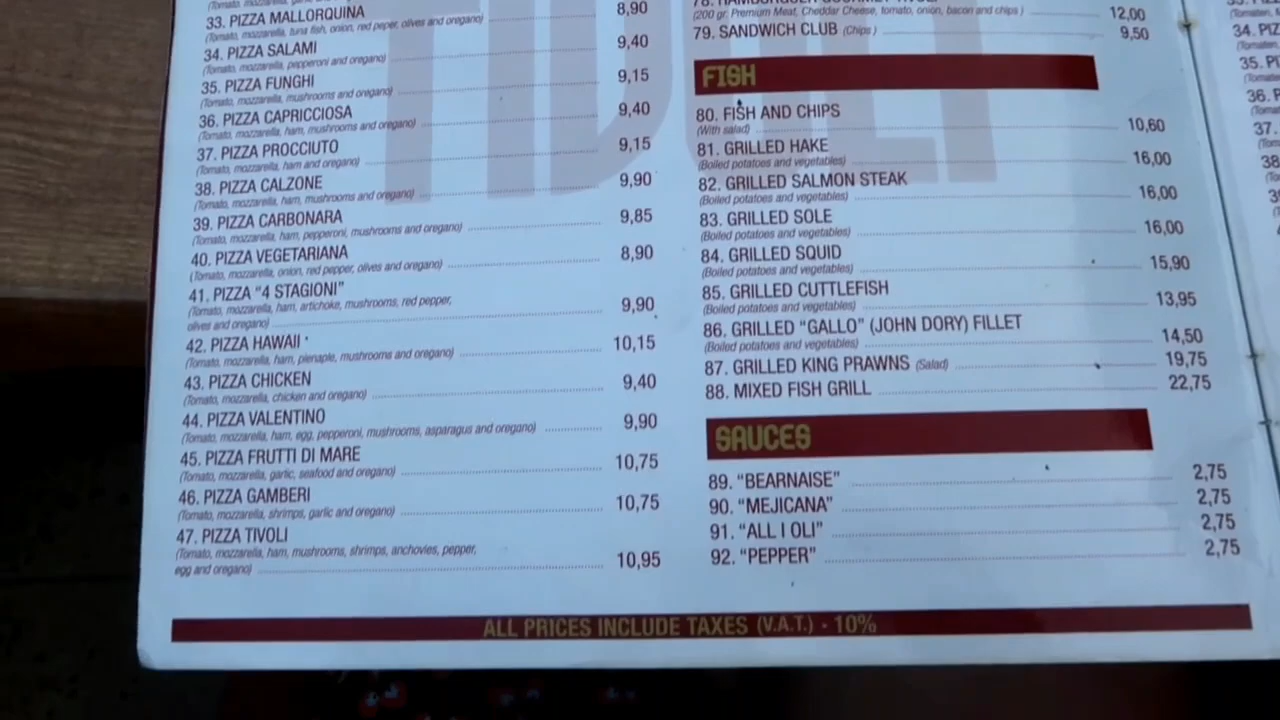 33. PIZZA MALLORQUINA 8,90
(Tomato, mozzarella, tuna fish, onion, red peper, olives and oregano)
34. PIZZA SALAMI 9,40
(Tomato, mozzarella, pepperoni and oregano)
35. PIZZA FUNGHI 9,15
(Tomato, mozzarella, mushrooms and oregano)
36. PIZZA CAPRICCIOSA 9,40
(Tomato, mozzarella, ham, mushrooms and oregano)
37. PIZZA PROCCIUTO 9,15
(Tomato, mozzarella, ham and oregano)
38. PIZZA CALZONE 9,90
(Tomato, mozzarella, ham, mushrooms and oregano)
39. PIZZA CARBONARA 9,85
(Tomato, mozzarella, ham, pepperoni, mushrooms and oregano)
40. PIZZA VEGETARIANA 8,90
(Tomato, mozzarella, onion, red pepper, olives and oregano)
41. PIZZA "4 STAGIONI"
(Tomato, mozzarella, ham, artichoke, mushrooms, red pepper,
olives and oregano) 9,90
42. PIZZA HAWAII 10,15
(Tomato, mozzarella, ham, pienaple, mushrooms and oregano)
43. PIZZA CHICKEN 9,40
(Tomato, mozzarella, chicken and oregano)
44. PIZZA VALENTINO 9,90
(Tomato, mozzarella, ham, egg, pepperoni, mushrooms, asparagus and oregano)
45. PIZZA FRUTTI DI MARE 10,75
(Tomato, mozzarella, garlic, seafood and oregano)
46. PIZZA GAMBERI 10,75
(Tomato, mozzarella, shrimps, garlic and oregano)
47. PIZZA TIVOLI
(Tomato, mozzarella, ham, mushrooms, shrimps, anchovies, pepper,
egg and oregano) 10,95
(200 gr. Premium Meat, Cheddar Cheese, tomato, onion, bacon and chips) 12,00
79. SANDWICH CLUB (Chips) 9,50
FISH
80. FISH AND CHIPS
(With salad) 10,60
81. GRILLED HAKE
(Boiled potatoes and vegetables) 16,00
82. GRILLED SALMON STEAK
(Boiled potatoes and vegetables) 16,00
83. GRILLED SOLE
(Boiled potatoes and vegetables) 16,00
84. GRILLED SQUID
(Boiled potatoes and vegetables) 15,90
85. GRILLED CUTTLEFISH
(Boiled potatoes and vegetables) 13,95
86. GRILLED "GALLO" (JOHN DORY) FILLET
(Boiled potatoes and vegetables) 14,50
87. GRILLED KING PRAWNS (Salad) 19,75
88. MIXED FISH GRILL 22,75
SAUCES
89. "BEARNAISE" 2,75
90. "MEJICANA" 2,75
91. "ALL I OLI" 2,75
92. "PEPPER" 2,75
ALL PRICES INCLUDE TAXES (V.A.T.) - 10%
34. PIZ
35. PI
36. P
37.
38